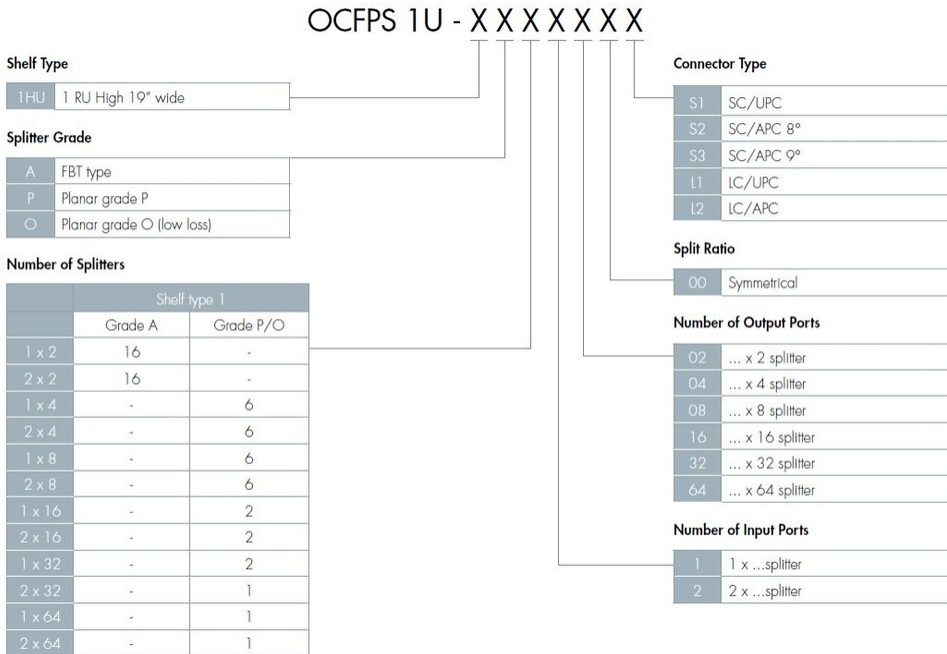 OCFPS 1U - X X X X X X X
Shelf Type
1HU 1 RU High 19” wide
Splitter Grade
A FBT type
P Planar grade P
O Planar grade O (low loss)
Number of Splitters
Shelf type 1
Grade A Grade P/O
1 x 2 16 -
2 x 2 16 -
1 x 4 - 6
2 x 4 - 6
1 x 8 - 6
2 x 8 - 6
1 x 16 - 2
2 x 16 - 2
1 x 32 - 2
2 x 32 - 1
1 x 64 - 1
2 x 64 - 1
Connector Type
S1 SC/UPC
S2 SC/APC 8°
S3 SC/APC 9°
L1 LC/UPC
L2 LC/APC
Split Ratio
00 Symmetrical
Number of Output Ports
02 ... x 2 splitter
04 ... x 4 splitter
08 ... x 8 splitter
16 ... x 16 splitter
32 ... x 32 splitter
64 ... x 64 splitter
Number of Input Ports
1 1 x ...splitter
2 2 x ...splitter